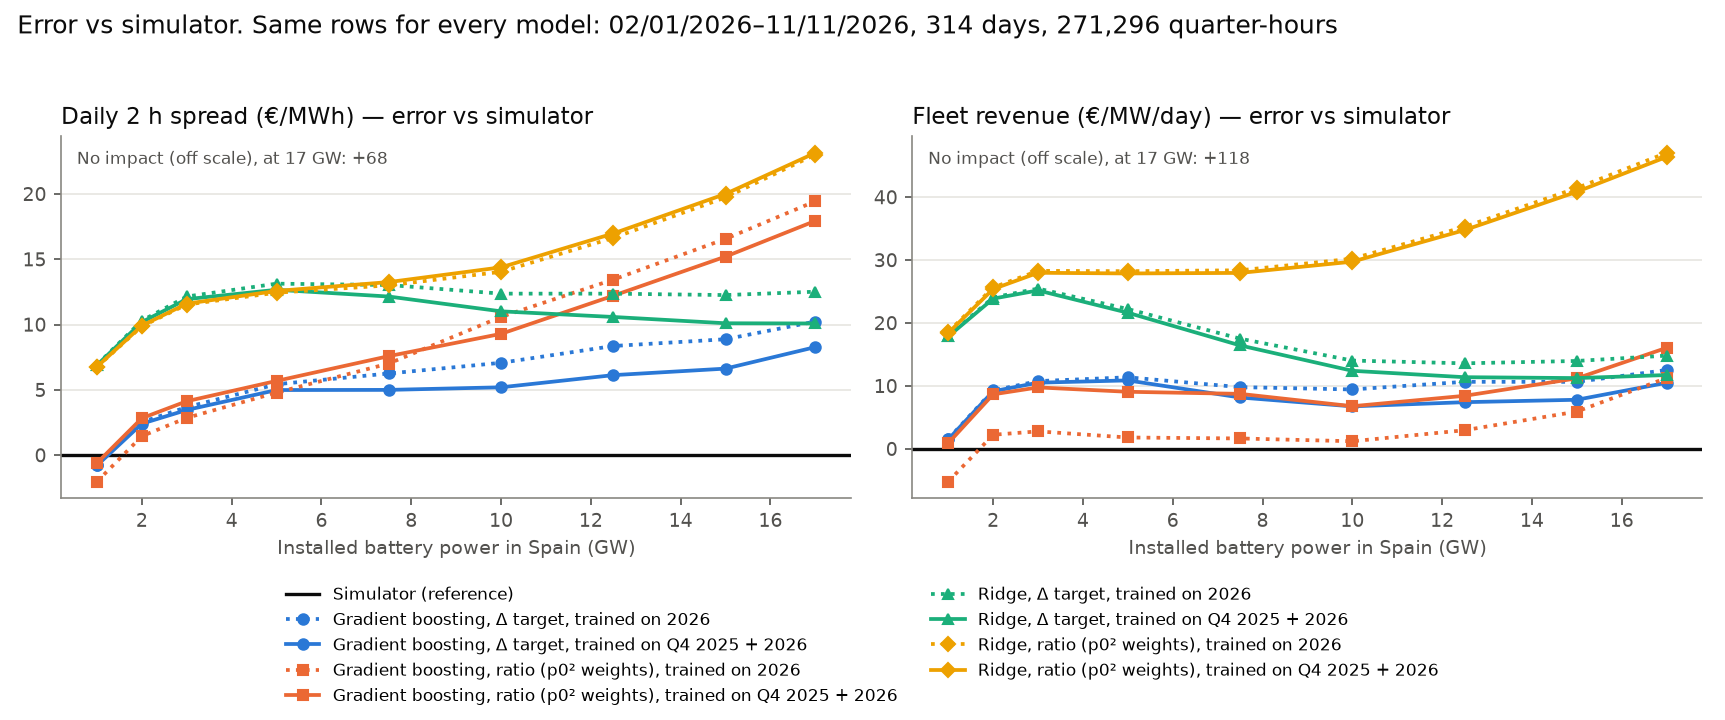 Error vs simulator. Same rows for every model: 02/01/2026–11/11/2026, 314 days, 271,296 quarter-hours
Daily 2 h spread (€/MWh) — error vs simulator
No impact (off scale), at 17 GW: +68
20
15
10
5
0
2 4 6 8 10 12 14 16
Installed battery power in Spain (GW)
Fleet revenue (€/MW/day) — error vs simulator
No impact (off scale), at 17 GW: +118
40
30
20
10
0
2 4 6 8 10 12 14 16
Installed battery power in Spain (GW)
Simulator (reference)
Gradient boosting, Δ target, trained on 2026
Gradient boosting, Δ target, trained on Q4 2025 + 2026
Gradient boosting, ratio (p0² weights), trained on 2026
Gradient boosting, ratio (p0² weights), trained on Q4 2025 + 2026
Ridge, Δ target, trained on 2026
Ridge, Δ target, trained on Q4 2025 + 2026
Ridge, ratio (p0² weights), trained on 2026
Ridge, ratio (p0² weights), trained on Q4 2025 + 2026